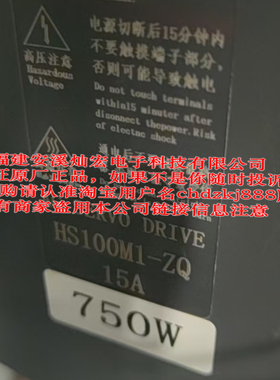 电源切断后15分钟内
不要触摸端子部分,
否则可能导致触电
高压注意
Hazardous
Voltage
Do not touch terminals
within15 minuter after
disonnect thepower.Risk
of electnc shock
福建安溪灿宏电子科技有限公司
证原厂正品,如果不是你随时投诉
购请认准淘宝用户名chdzkj888
有商家盗用本公司链接信息注意
DRIVE
HS100M1-ZQ
15A
750W